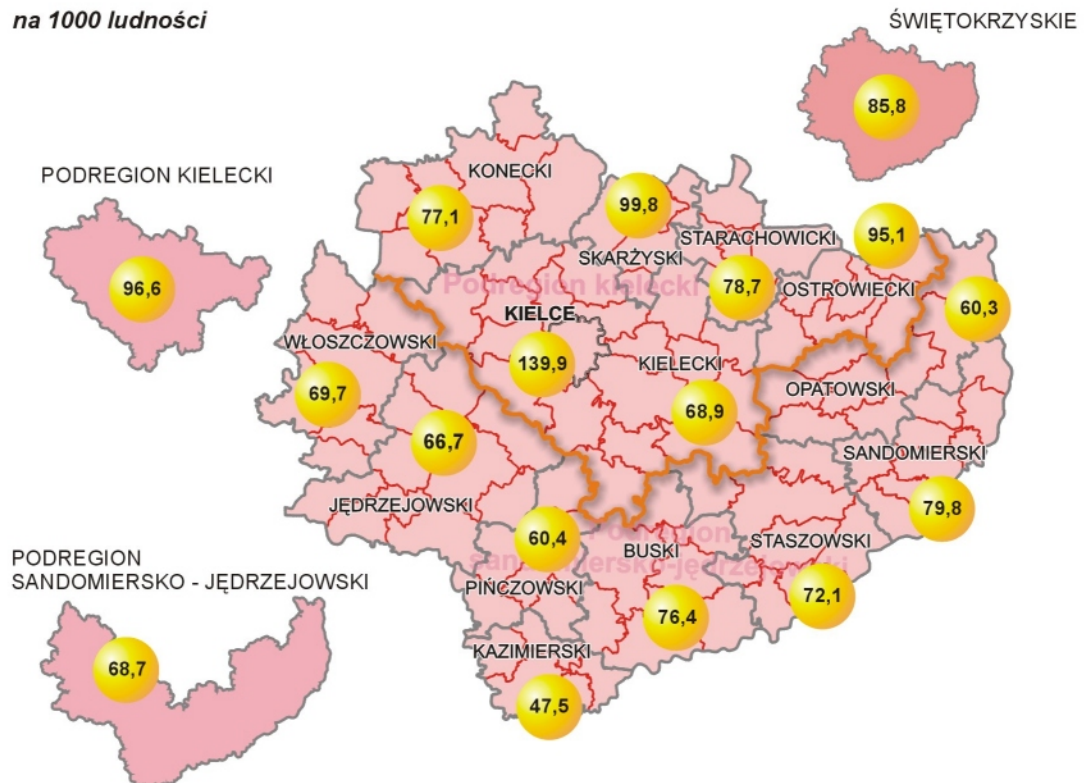 na 1000 ludności
ŚWIĘTOKRZYSKIE
85,8
PODREGION KIELECKI
96,6
KONECKI
77,1
99,8
SKARŻYSKI
STARACHOWICKI
78,7
95,1
OSTROWIECKI
60,3
Podregion kielecki
KIELCE
139,9
WŁOSZCZOWSKI
69,7
KIELECKI
68,9
OPATOWSKI
66,7
JĘDRZEJOWSKI
SANDOMIERSKI
79,8
60,4
PIŃCZOWSKI
Podregion
sandomiersko-jędrzejowski
BUSKI
76,4
STASZOWSKI
72,1
KAZIMIERSKI
47,5
PODREGION
SANDOMIERSKO - JĘDRZEJOWSKI
68,7